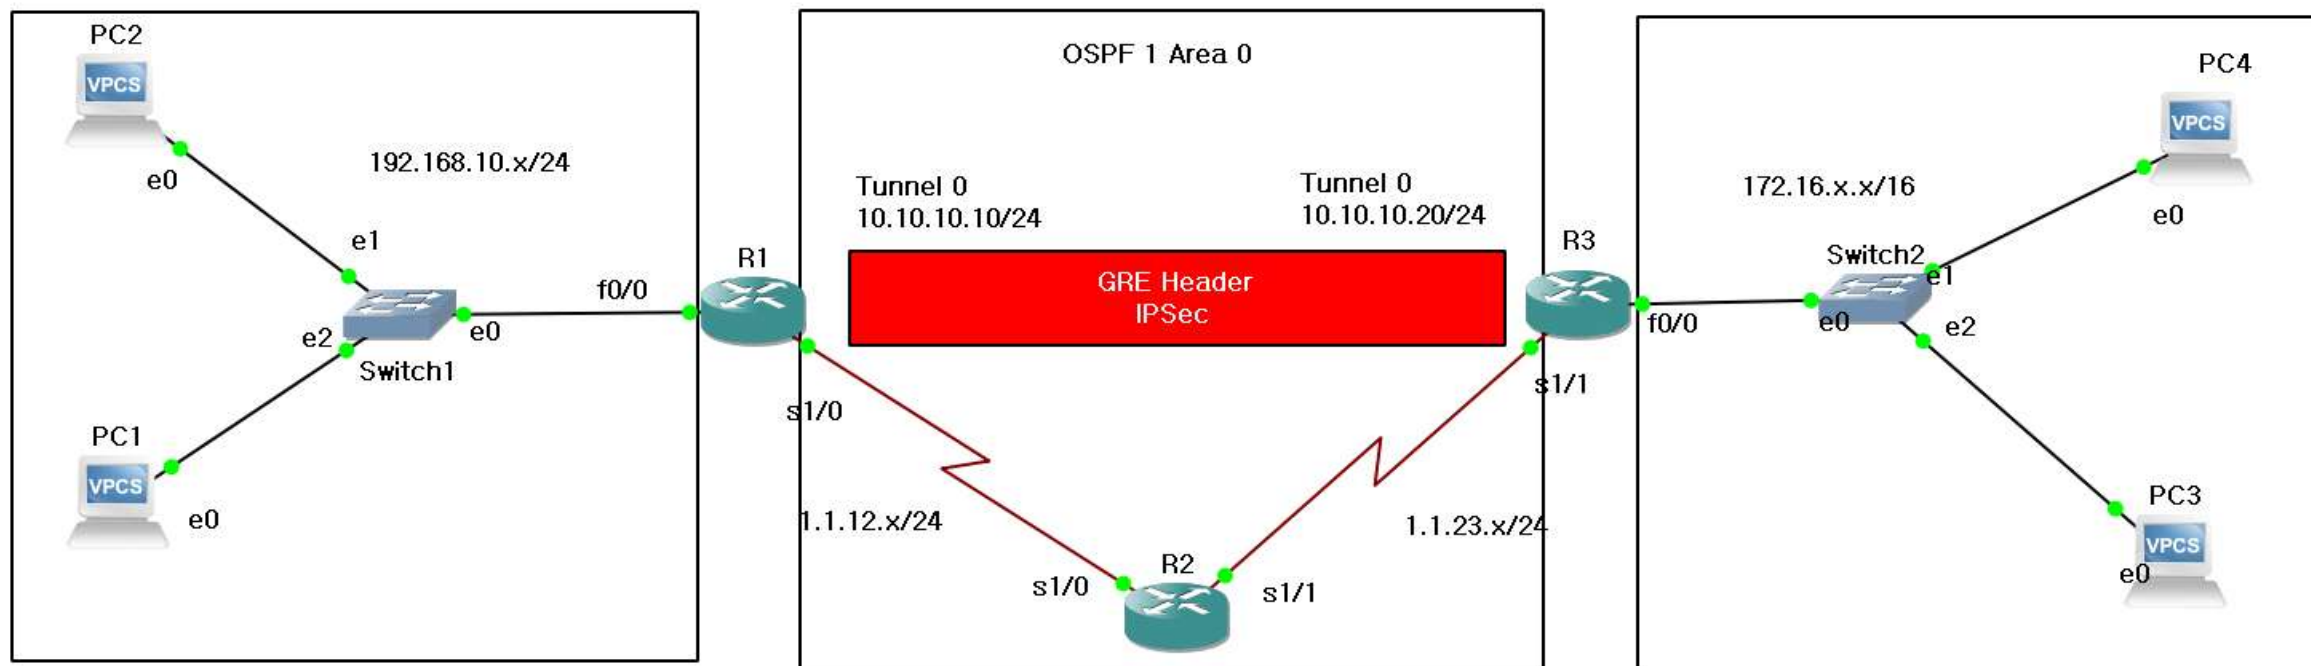 PC2
VPCS
e0
192.168.10.x/24
e1
e2
e0
Switch1
PC1
VPCS
e0
f0/0
R1
s1/0
OSPF 1 Area 0
Tunnel 0
10.10.10.10/24
Tunnel 0
10.10.10.20/24
GRE Header
IPSec
1.1.12.x/24
s1/0
R2
s1/1
1.1.23.x/24
s1/1
R3
f0/0
172.16.x.x/16
Switch2
e0
e1
e2
PC4
VPCS
e0
PC3
VPCS
e0